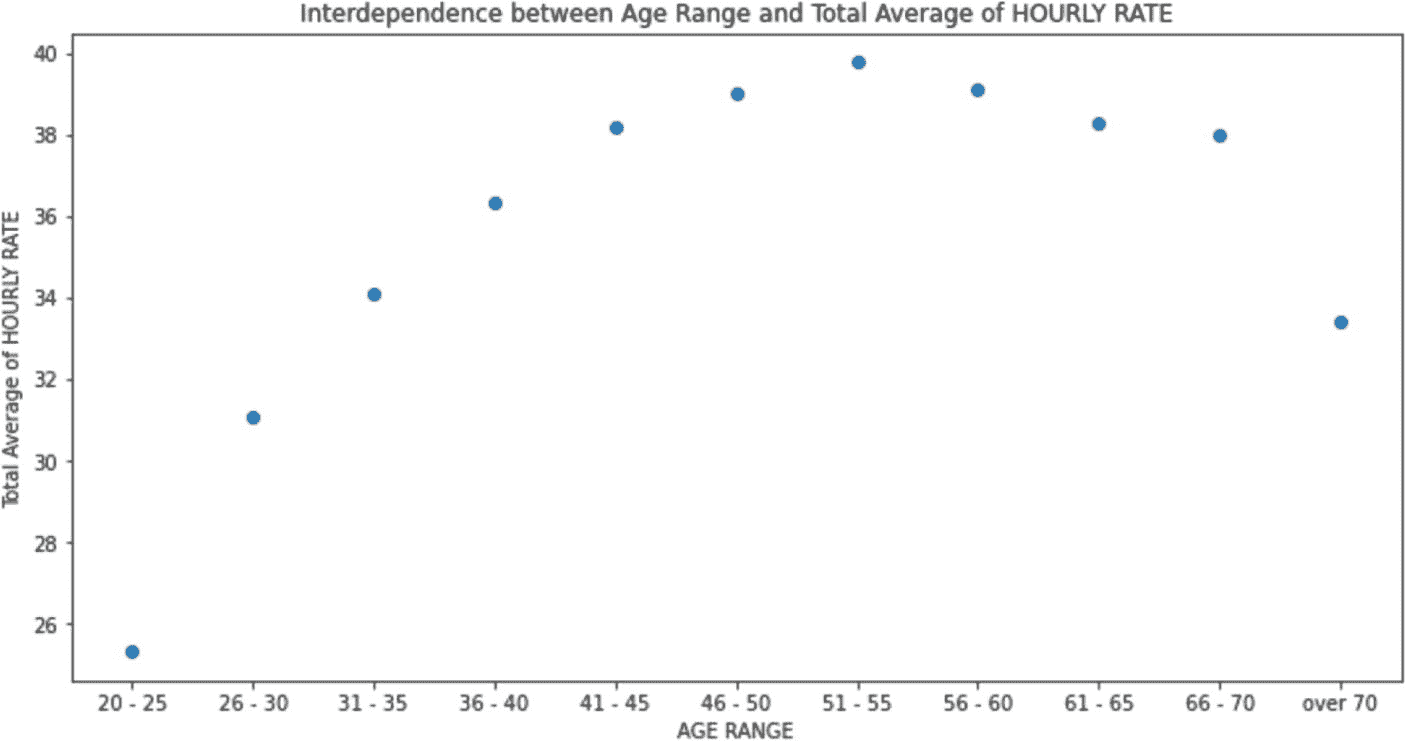 Interdependence between Age Range and Total Average of HOURLY RATE
Total Average of HOURLY RATE
40
38
36
34
32
30
28
26
20 - 25
26 - 30
31 - 35
36 - 40
41 - 45
46 - 50
51 - 55
56 - 60
61 - 65
66 - 70
over 70
AGE RANGE